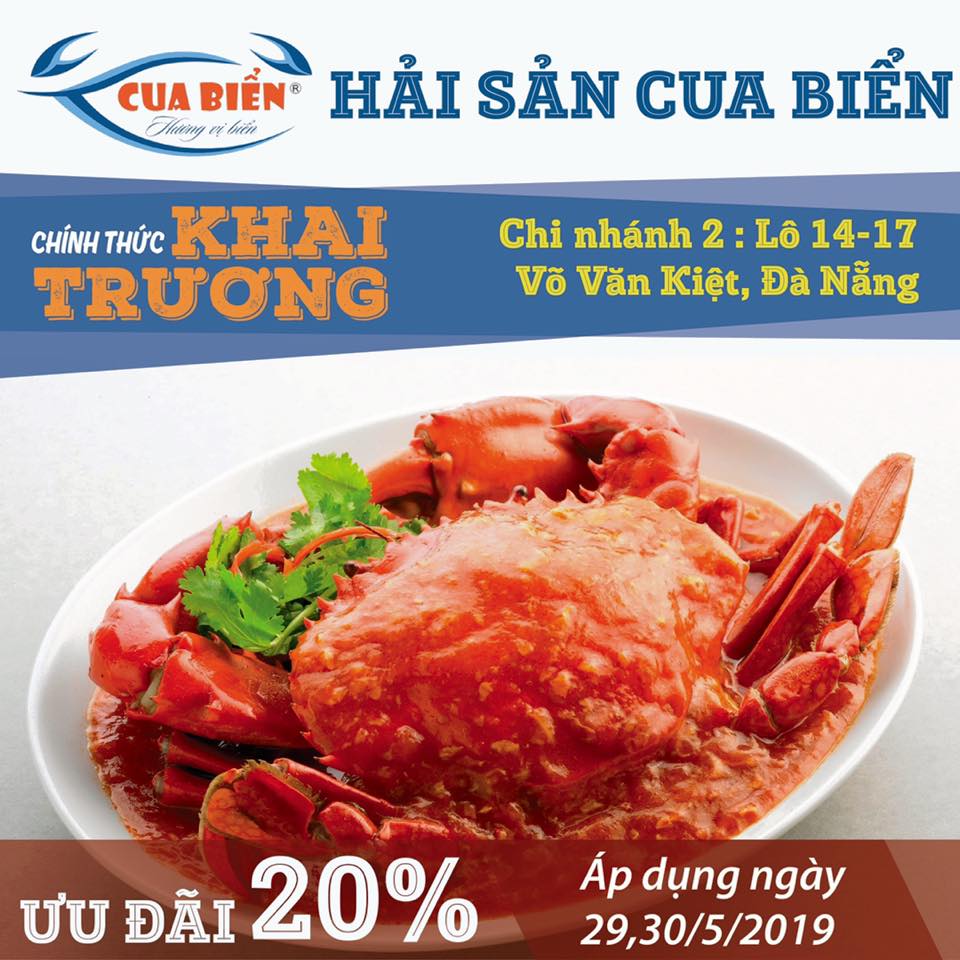 CUA BIỂN®
Hương vị biển
HẢI SẢN CUA BIỂN
CHÍNH THỨC KHAI
TRƯƠNG
Chi nhánh 2 : Lô 14-17
Võ Văn Kiệt, Đà Nẵng
ƯU ĐÃI 20%
Áp dụng ngày
29,30/5/2019